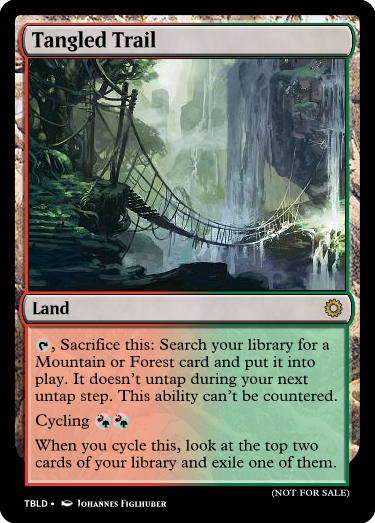 Tangled Trail
Land
, Sacrifice this: Search your library for a
Mountain or Forest card and put it into
play. It doesn't untap during your next
untap step. This ability can't be countered.
Cycling
When you cycle this, look at the top two
cards of your library and exile one of them.
(NOT FOR SALE)
TBLD • Johannes Figlhuber